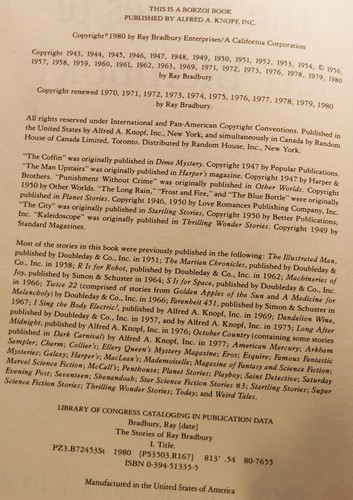 THIS IS A BORZOI BOOK
PUBLISHED BY ALFRED A. KNOPF, INC.
Copyright © 1980 by Ray Bradbury Enterprises/A California Corporation
Copyright 1943, 1944, 1945, 1946, 1947, 1948, 1949, 1950, 1951, 1952, 1953, 1954, © 1956,
1957, 1958, 1959, 1960, 1961, 1962, 1963, 1969, 1971, 1972, 1973, 1976, 1978, 1979, 1980
by Ray Bradbury.
Copyright renewed 1970, 1971, 1972, 1973, 1974, 1975, 1976, 1977, 1978, 1979, 1980
by Ray Bradbury.
All rights reserved under International and Pan-American Copyright Conventions. Published in
the United States by Alfred A. Knopf, Inc., New York, and simultaneously in Canada by Random
House of Canada Limited, Toronto. Distributed by Random House, Inc., New York.
"The Coffin" was originally published in Dime Mystery. Copyright 1947 by Popular Publications.
"The Man Upstairs" was originally published in Harper's magazine. Copyright 1947 by Harper &
Brothers. "Punishment Without Crime" was originally published in Other Worlds. Copyright
1950 by Other Worlds. "The Long Rain," "Frost and Fire," and "The Blue Bottle" were originally
published in Planet Stories. Copyright 1946, 1950 by Love Romances Publishing Company, Inc.
"The City" was originally published in Startling Stories, Copyright 1950 by Better Publications,
Inc. "Kaleidoscope" was originally published in Thrilling Wonder Stories. Copyright 1949 by
Standard Magazines.
Most of the stories in this book were previously published in the following: The Illustrated Man,
published by Doubleday & Co., Inc. in 1951; The Martian Chronicles, published by Doubleday &
Co., Inc. in 1958; R Is for Robot, published by Doubleday & Co., Inc. in 1962; Machineries of
Joy, published by Simon & Schuster in 1964; S Is for Space, published by Doubleday & Co., Inc.
in 1966; Twice 22 (comprised of stories from Golden Apples of the Sun and A Medicine for
Melancholy) by Doubleday & Co., Inc. in 1966; Farenheit 451, published by Simon & Schuster in
1967; I Sing the Body Electric!, published by Alfred A. Knopf, Inc. in 1969; Dandelion Wine,
published by Doubleday & Co., Inc. in 1957, and by Alfred A. Knopf, Inc. in 1975; Long After
Midnight, published by Alfred A. Knopf, Inc. in 1976; October Country (containing some stories
published in Dark Carnival) by Alfred A. Knopf, Inc. in 1977; American Mercury; Arkham
Sampler; Charm; Collier's; Ellery Queen's Mystery Magazine; Eros; Esquire; Famous Fantastic
Mysteries; Galaxy; Harper's; MacLean's; Mademoiselle; Magazine of Fantasy and Science Fiction;
Marvel Science Fiction; McCall's; Penthouse; Planet Stories; Playboy; Saint Detective; Saturday
Evening Post; Seventeen; Shenandoah; Star Science Fiction Stories #3; Startling Stories; Super
Science Fiction Stories; Thrilling Wonder Stories; Today; and Weird Tales.
LIBRARY OF CONGRESS CATALOGING IN PUBLICATION DATA
Bradbury, Ray [date]
The Stories of Ray Bradbury
I. Title.
PZ3.B72453St 1980 [PS3503.R167] 813' .54 80-7655
ISBN 0-394-51335-5
Manufactured in the United States of America